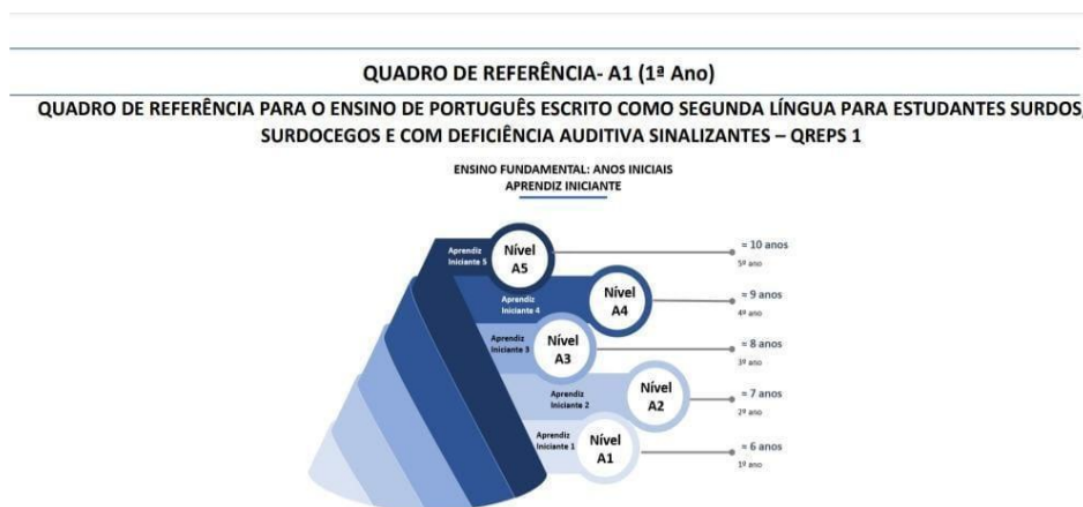 QUADRO DE REFERÊNCIA- A1 (1ª Ano)
QUADRO DE REFERÊNCIA PARA O ENSINO DE PORTUGUÊS ESCRITO COMO SEGUNDA LÍNGUA PARA ESTUDANTES SURDOS,
SURDOCEGOS E COM DEFICIÊNCIA AUDITIVA SINALIZANTES – QREPS 1
ENSINO FUNDAMENTAL: ANOS INICIAIS
APRENDIZ INICIANTE
Aprendiz
Iniciante 5
Nível
A5
≈ 10 anos
5º ano
Aprendiz
Iniciante 4
Nível
A4
≈ 9 anos
4º ano
Aprendiz
Iniciante 3
Nível
A3
≈ 8 anos
3º ano
Aprendiz
Iniciante 2
Nível
A2
≈ 7 anos
2º ano
Aprendiz
Iniciante 1
Nível
A1
≈ 6 anos
1º ano